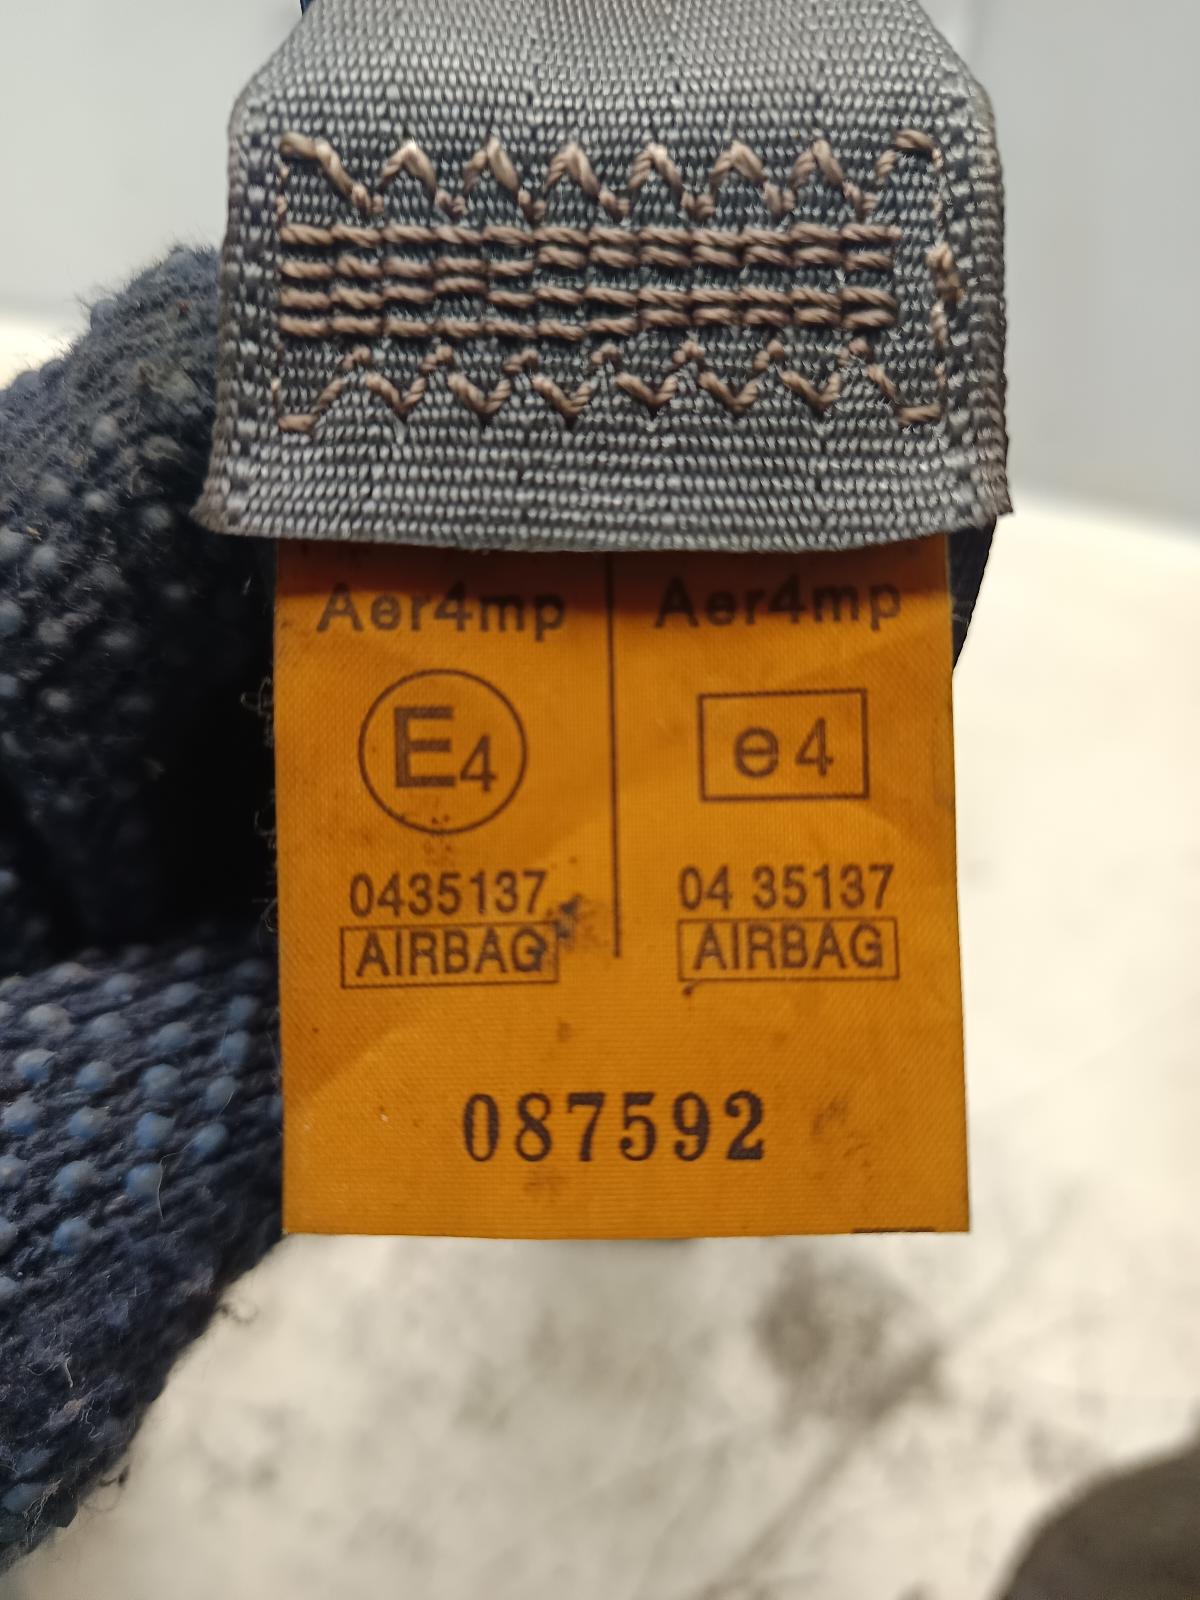 Aer4mp Aer4mp
E4 e4
0435137 04 35137
AIRBAG AIRBAG
087592